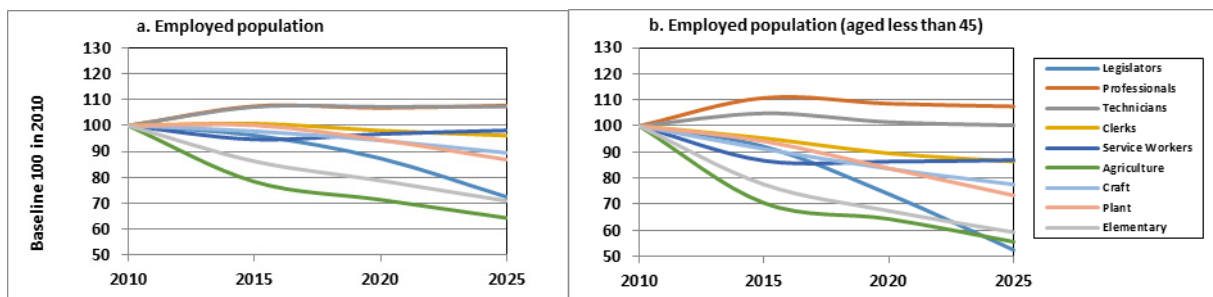 a. Employed population
Baseline 100 in 2010
130
120
110
100
90
80
70
60
50
2010 2015 2020 2025
b. Employed population (aged less than 45)
130
120
110
100
90
80
70
60
50
2010 2015 2020 2025
Legislators
Professionals
Technicians
Clerks
Service Workers
Agriculture
Craft
Plant
Elementary